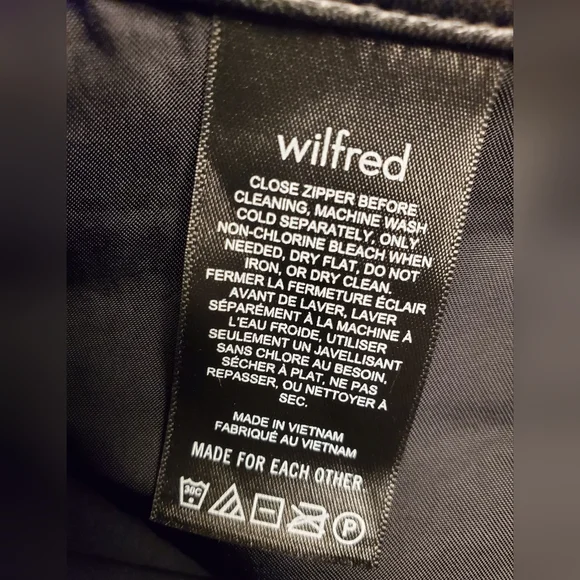 wilfred
CLOSE ZIPPER BEFORE
CLEANING, MACHINE WASH
COLD SEPARATELY, ONLY
NON-CHLORINE BLEACH WHEN
NEEDED, DRY FLAT, DO NOT
IRON, OR DRY CLEAN.
FERMER LA FERMETURE ÉCLAIR
AVANT DE LAVER, LAVER
SÉPARÉMENT À LA MACHINE À
L'EAU FROIDE, UTILISER
SEULEMENT UN JAVELLISANT
SANS CHLORE AU BESOIN,
SÉCHER À PLAT, NE PAS
REPASSER, OU NETTOYER À
SEC.
MADE IN VIETNAM
FABRIQUÉ AU VIETNAM
MADE FOR EACH OTHER
30C P